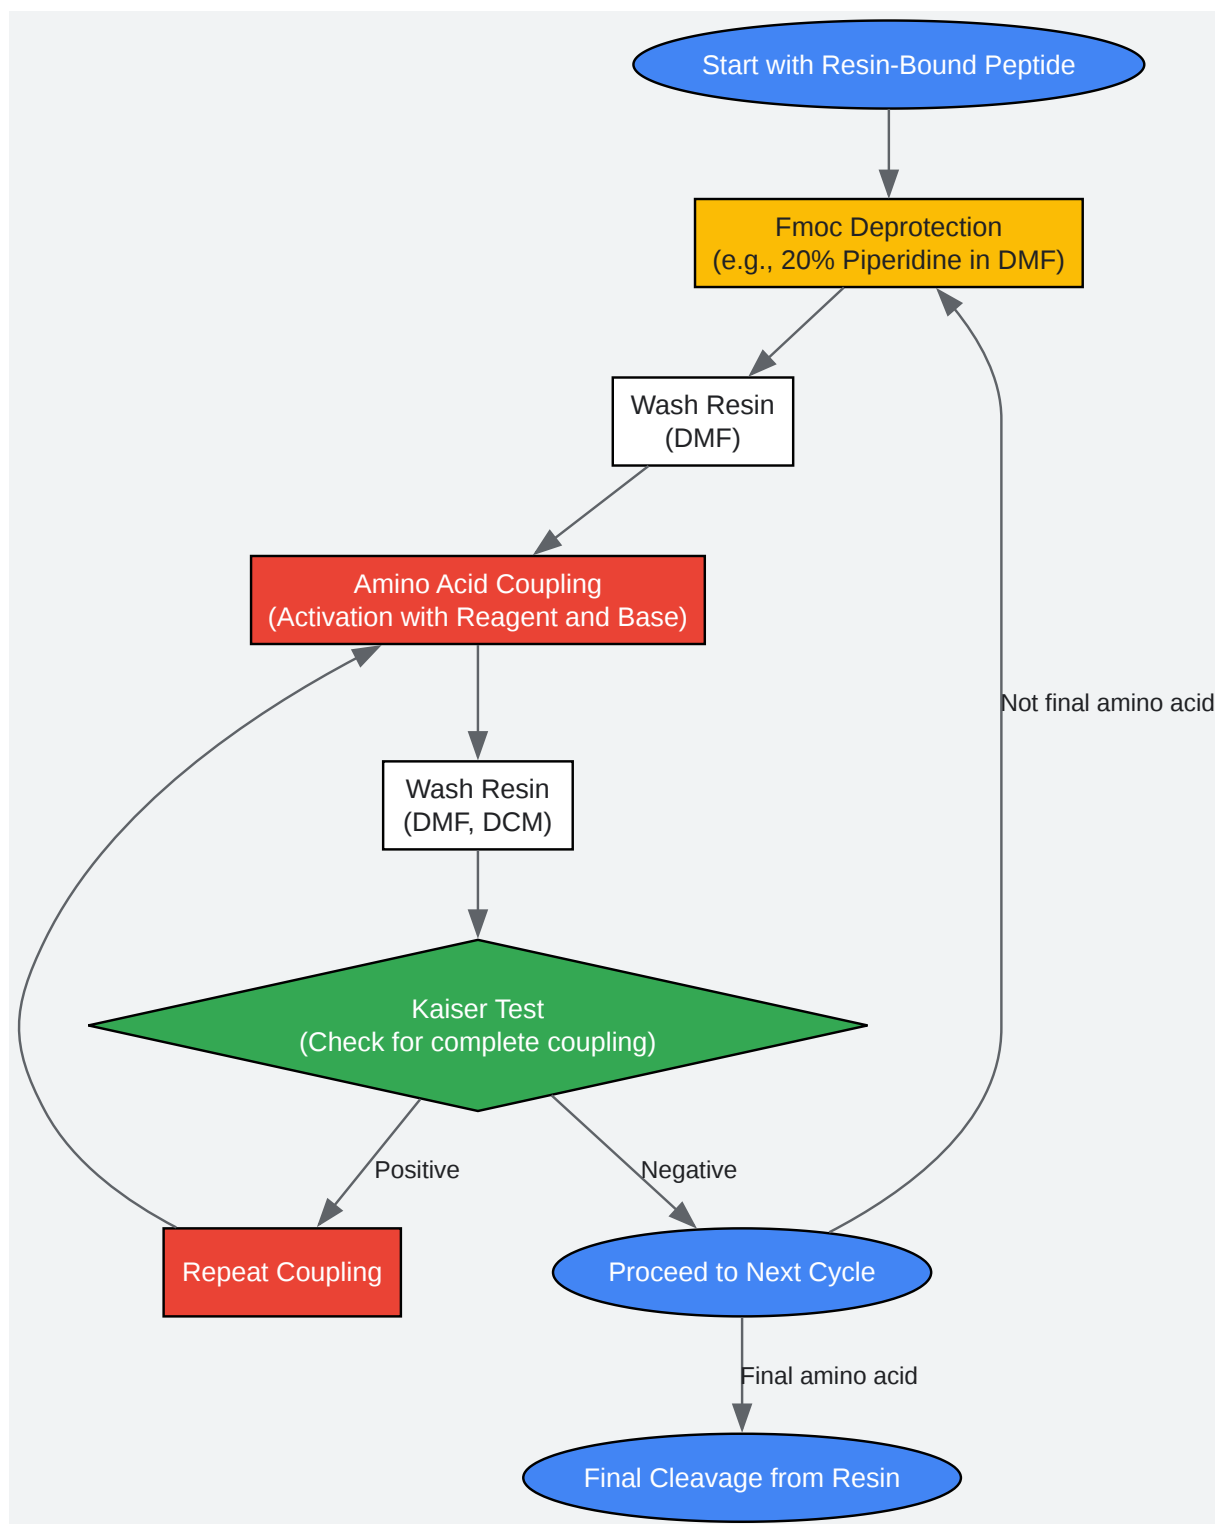 Start with Resin-Bound Peptide
Fmoc Deprotection
(e.g., 20% Piperidine in DMF)
Wash Resin
(DMF)
Amino Acid Coupling
(Activation with Reagent and Base)
Not final amino acid
Wash Resin
(DMF, DCM)
Kaiser Test
(Check for complete coupling)
Positive
Negative
Repeat Coupling
Proceed to Next Cycle
Final amino acid
Final Cleavage from Resin